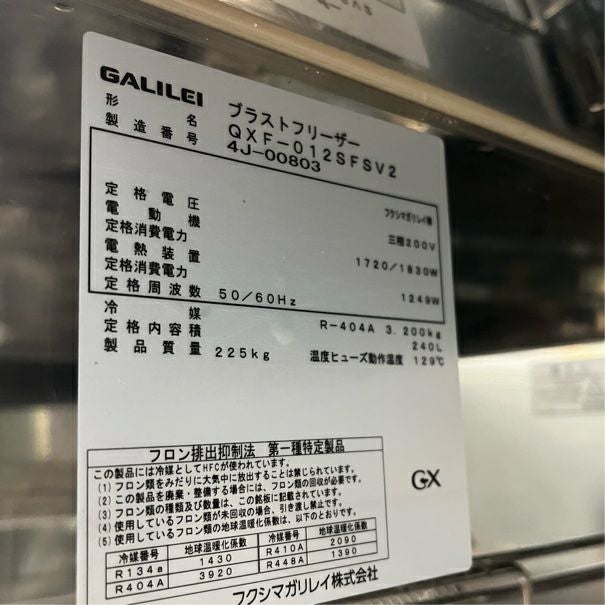 GALILEI
ブラストフリーザー
形名 QXF-012SFSV2
製造番号 4J-00803
フクシマガリレイ㈱
定格電圧 三相200V
電動機
定格消費電力 1720/1830W
電熱装置
定格消費電力 1249W
定格周波数 50/60Hz
冷媒 R-404A 3.200kg
定格内容積 240L
製品質量 225kg 温度ヒューズ動作温度 129℃
フロン排出抑制法 第一種特定製品
この製品には冷媒としてHFCが使われています。
(1) フロン類をみだりに大気中に放出することは禁じられています。
(2) この製品を廃棄・整備する場合には、フロン類の回収が必要です。
(3) フロン類の種類及び数量は、この銘板に記載されています。
(4) 使用しているフロン類が未回収の場合、引き渡し禁止です。
(5) 使用しているフロン類の地球温暖化係数は、以下のとおりです。
冷媒番号 地球温暖化係数 冷媒番号 地球温暖化係数
R134a 1430 R410A 2090
R404A 3920 R448A 1390
フクシマガリレイ株式会社
GX